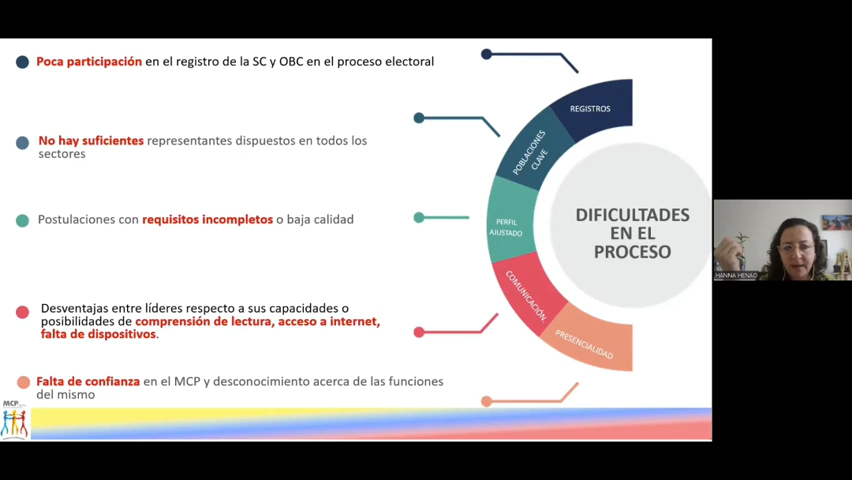 Poca participación en el registro de la SC y OBC en el proceso electoral
No hay suficientes representantes dispuestos en todos los
sectores
Postulaciones con requisitos incompletos o baja calidad
Desventajas entre líderes respecto a sus capacidades o
posibilidades de comprensión de lectura, acceso a internet,
falta de dispositivos.
Falta de confianza en el MCP y desconocimiento acerca de las funciones
del mismo
REGISTROS
POBLACIONES
CLAVE
PERFIL
AJUSTADO
COMUNICACIÓN.
PRESENCIALIDAD
DIFICULTADES
EN EL
PROCESO
MCP
HANNA HENAO